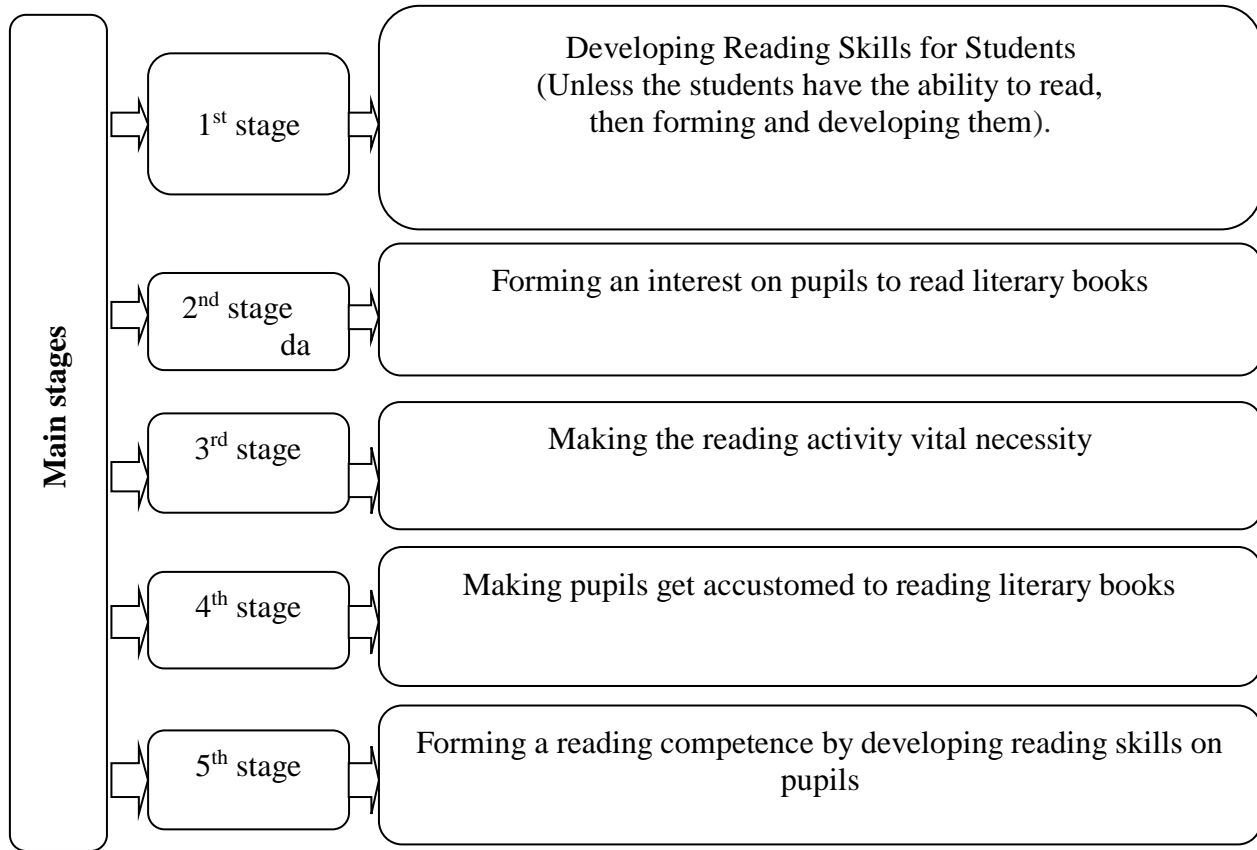 Main stages
1st stage
Developing Reading Skills for Students
(Unless the students have the ability to read,
then forming and developing them).
2nd stage
da
Forming an interest on pupils to read literary books
3rd stage
Making the reading activity vital necessity
4th stage
Making pupils get accustomed to reading literary books
5th stage
Forming a reading competence by developing reading skills on
pupils